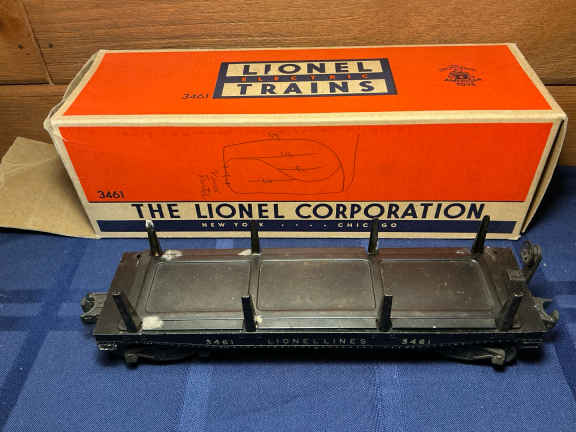 LIONEL
ELECTRIC
TRAINS
3461
3461
THE LIONEL CORPORATION
NEW YORK · · · · CHICAGO
3461 LIONEL LINES 3461